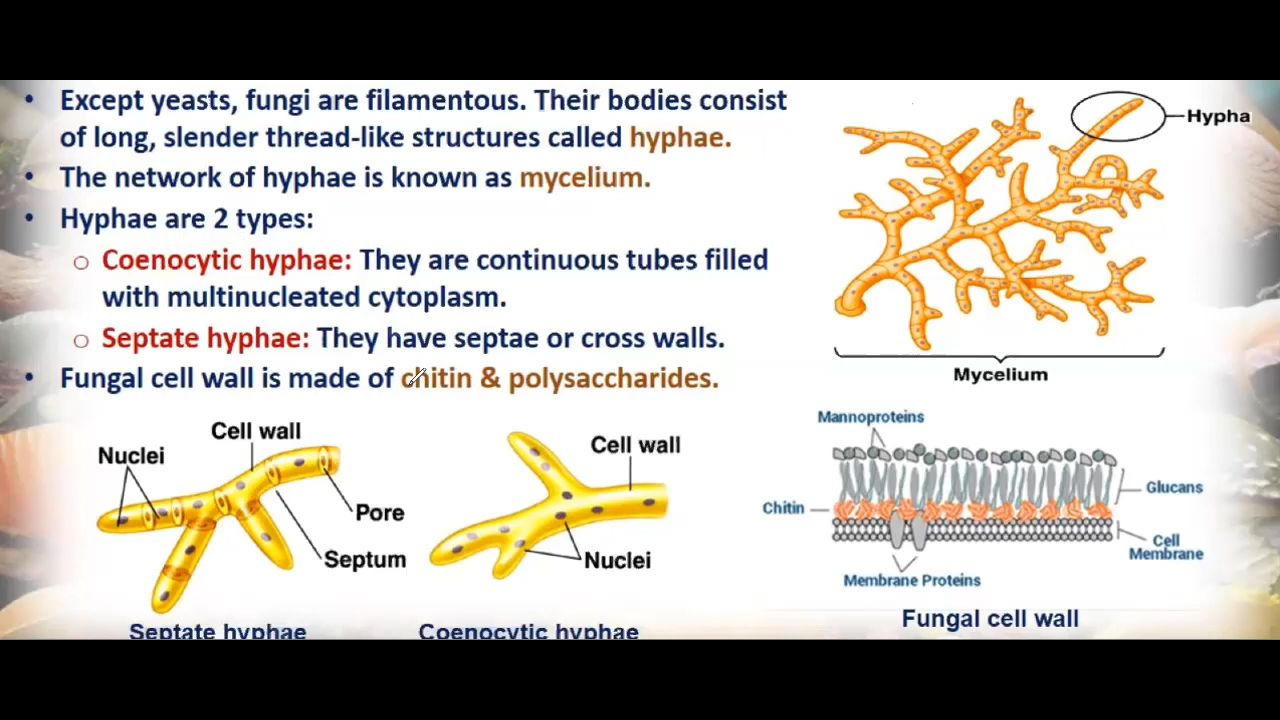 • Except yeasts, fungi are filamentous. Their bodies consist
of long, slender thread-like structures called hyphae.
• The network of hyphae is known as mycelium.
• Hyphae are 2 types:
o Coenocytic hyphae: They are continuous tubes filled
with multinucleated cytoplasm.
o Septate hyphae: They have septae or cross walls.
• Fungal cell wall is made of chitin & polysaccharides.
Hypha
Mycelium
Cell wall
Nuclei
Pore
Septum
Septate hyphae
Cell wall
Nuclei
Coenocytic hyphae
Mannoproteins
Glucans
Chitin
Cell
Membrane
Membrane Proteins
Fungal cell wall